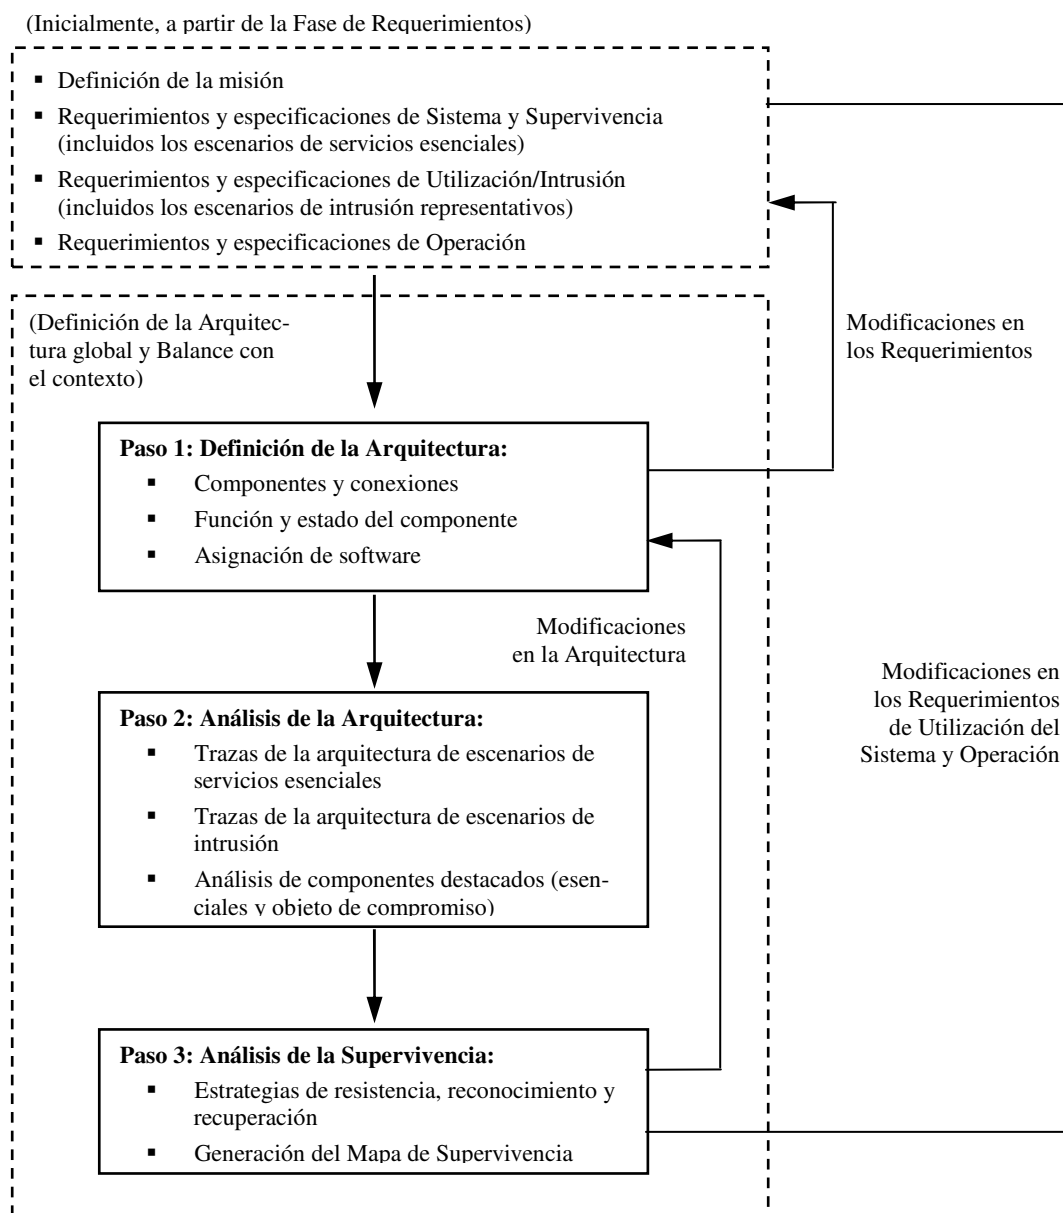 (Inicialmente, a partir de la Fase de Requerimientos)
▪ Definición de la misión
▪ Requerimientos y especificaciones de Sistema y Supervivencia
(incluidos los escenarios de servicios esenciales)
▪ Requerimientos y especificaciones de Utilización/Intrusión
(incluidos los escenarios de intrusión representativos)
▪ Requerimientos y especificaciones de Operación
(Definición de la Arquitec-
tura global y Balance con
el contexto)
Modificaciones en
los Requerimientos
Paso 1: Definición de la Arquitectura:
▪ Componentes y conexiones
▪ Función y estado del componente
▪ Asignación de software
Modificaciones
en la Arquitectura
Modificaciones en
los Requerimientos
de Utilización del
Sistema y Operación
Paso 2: Análisis de la Arquitectura:
▪ Trazas de la arquitectura de escenarios de
servicios esenciales
▪ Trazas de la arquitectura de escenarios de
intrusión
▪ Análisis de componentes destacados (esen-
ciales y objeto de compromiso)
Paso 3: Análisis de la Supervivencia:
▪ Estrategias de resistencia, reconocimiento y
recuperación
▪ Generación del Mapa de Supervivencia